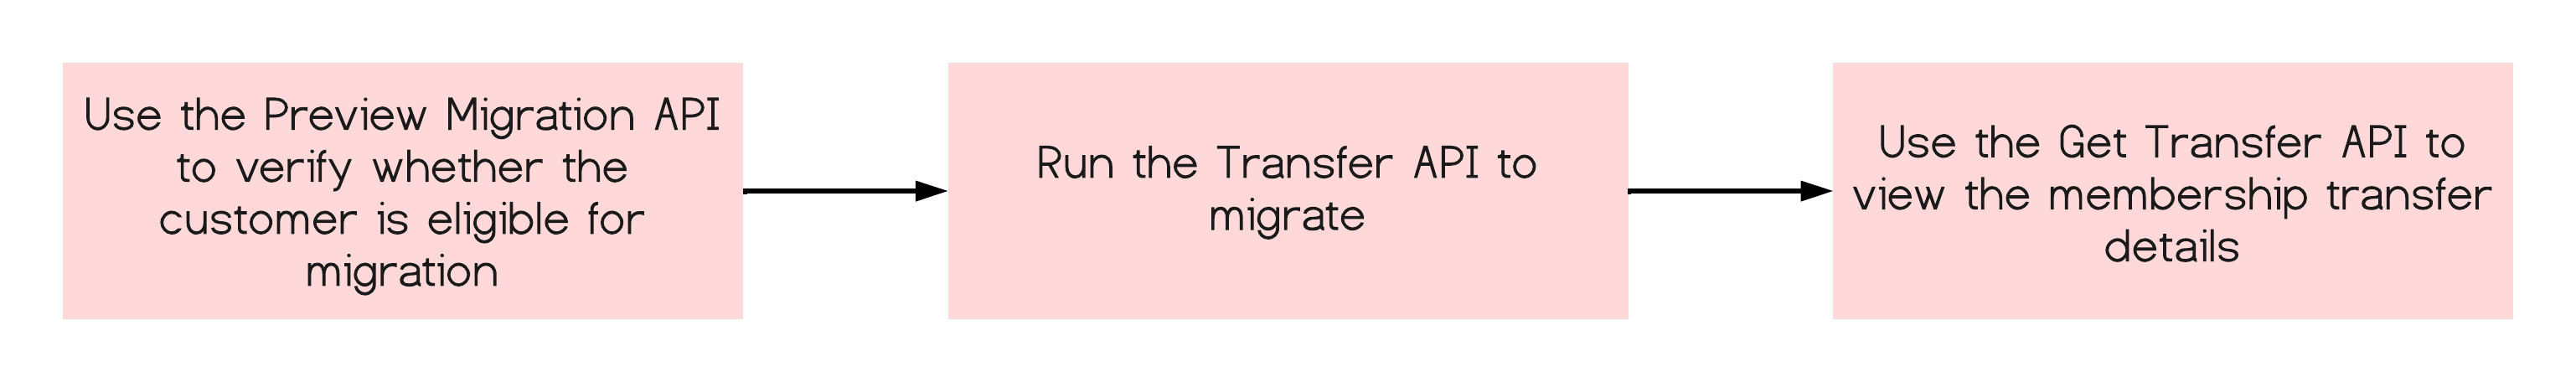 Use the Preview Migration API
to verify whether the
customer is eligible for
migration
Run the Transfer API to
migrate
Use the Get Transfer API to
view the membership transfer
details